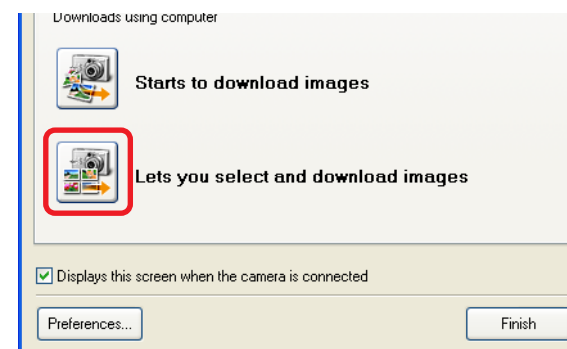 Downloads using computer
Starts to download images
Lets you select and download images
Displays this screen when the camera is connected
Preferences...
Finish